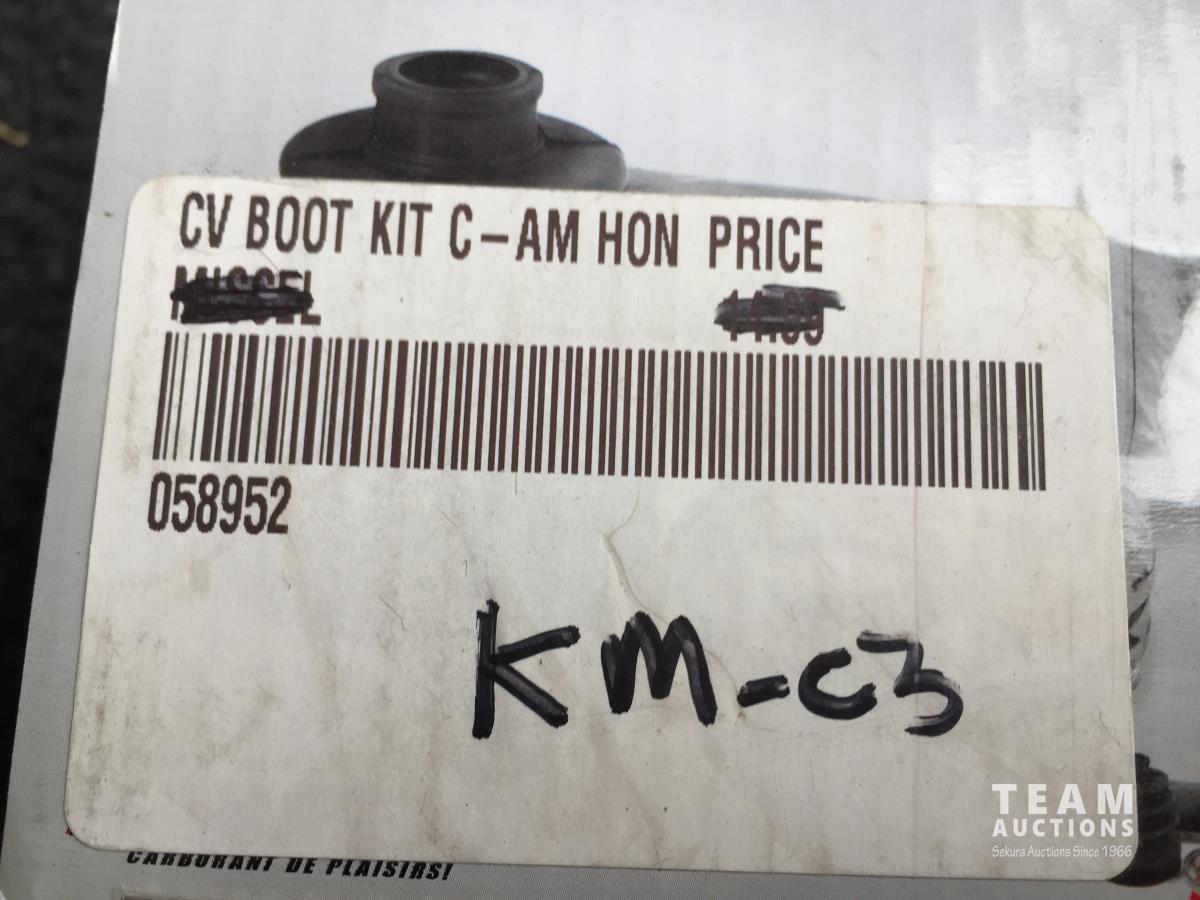 CV BOOT KIT C-AM HON PRICE
058952
KM-C3
CARBURANT DE PLAISIRS!
TEAM
AUCTIONS
Sekura Auctions Since 1966